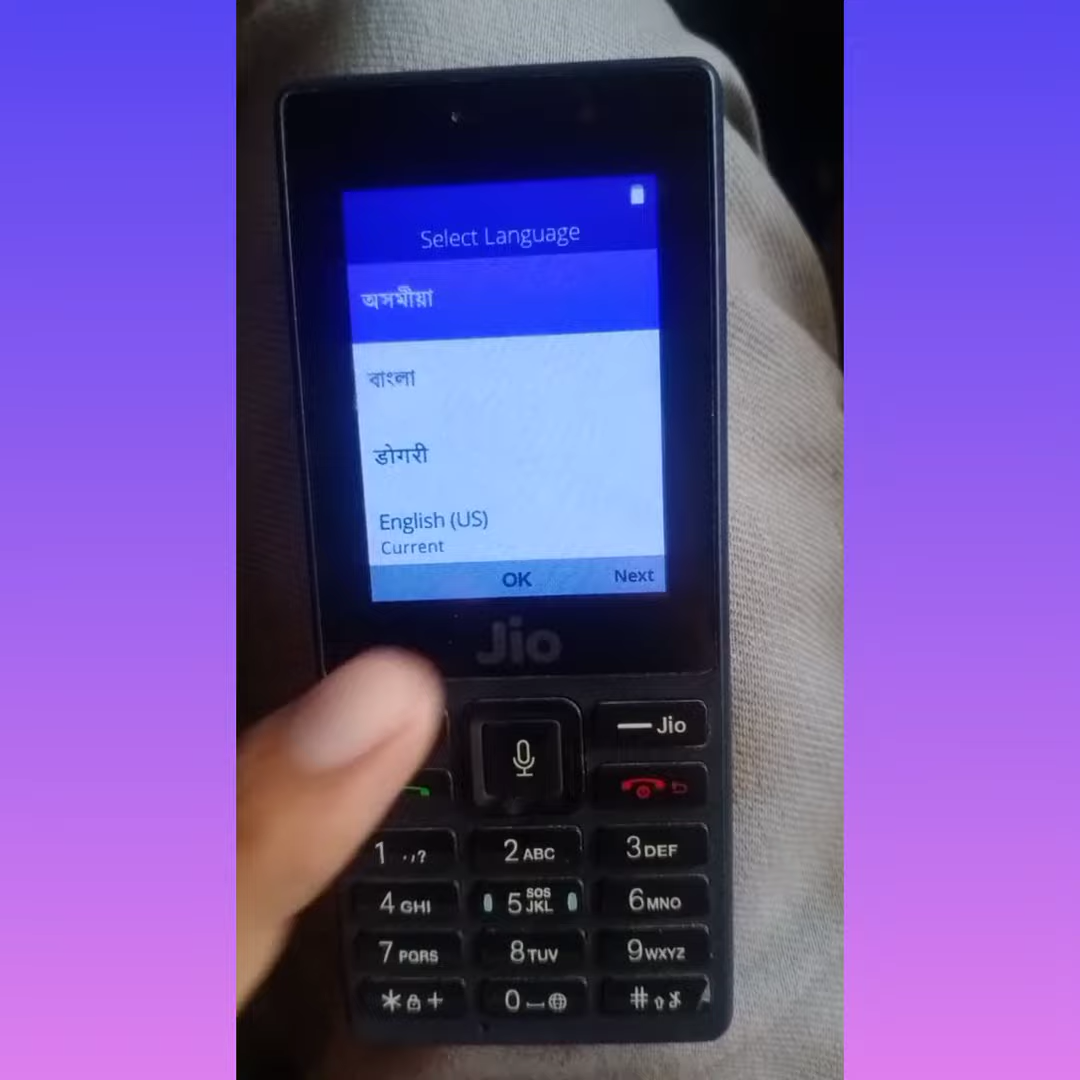 Select Language
অসমীয়া
বাংলা
डोगरी
English (US)
Current
OK Next
Jio
Jio
1 .,?
2 ABC
3 DEF
4 GHI
5 SOS JKL
6 MNO
7 PQRS
8 TUV
9 WXYZ
* +
0
#